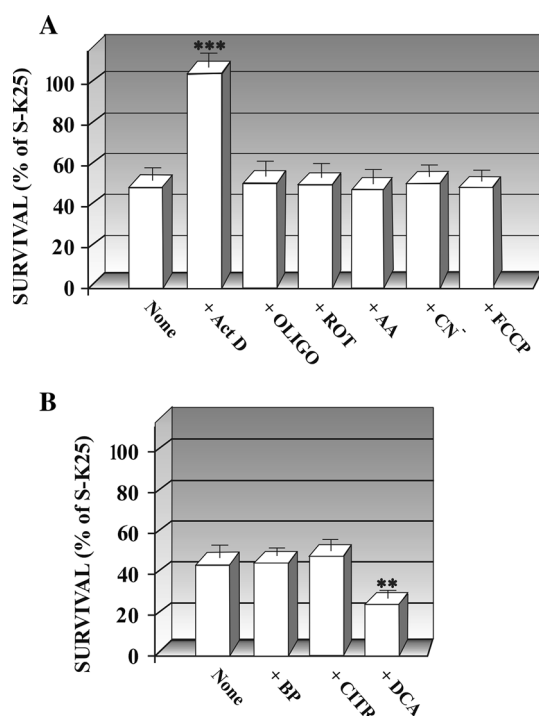 A
SURVIVAL (% of S-K25)
100
80
60
40
20
0
***
None
+ Act D
+ OLIGO
+ ROT
+ AA
+ CN-
+ FCCP
B
SURVIVAL (% of S-K25)
100
80
60
40
20
0
**
None
+ BP
+ CITR
+ DCA